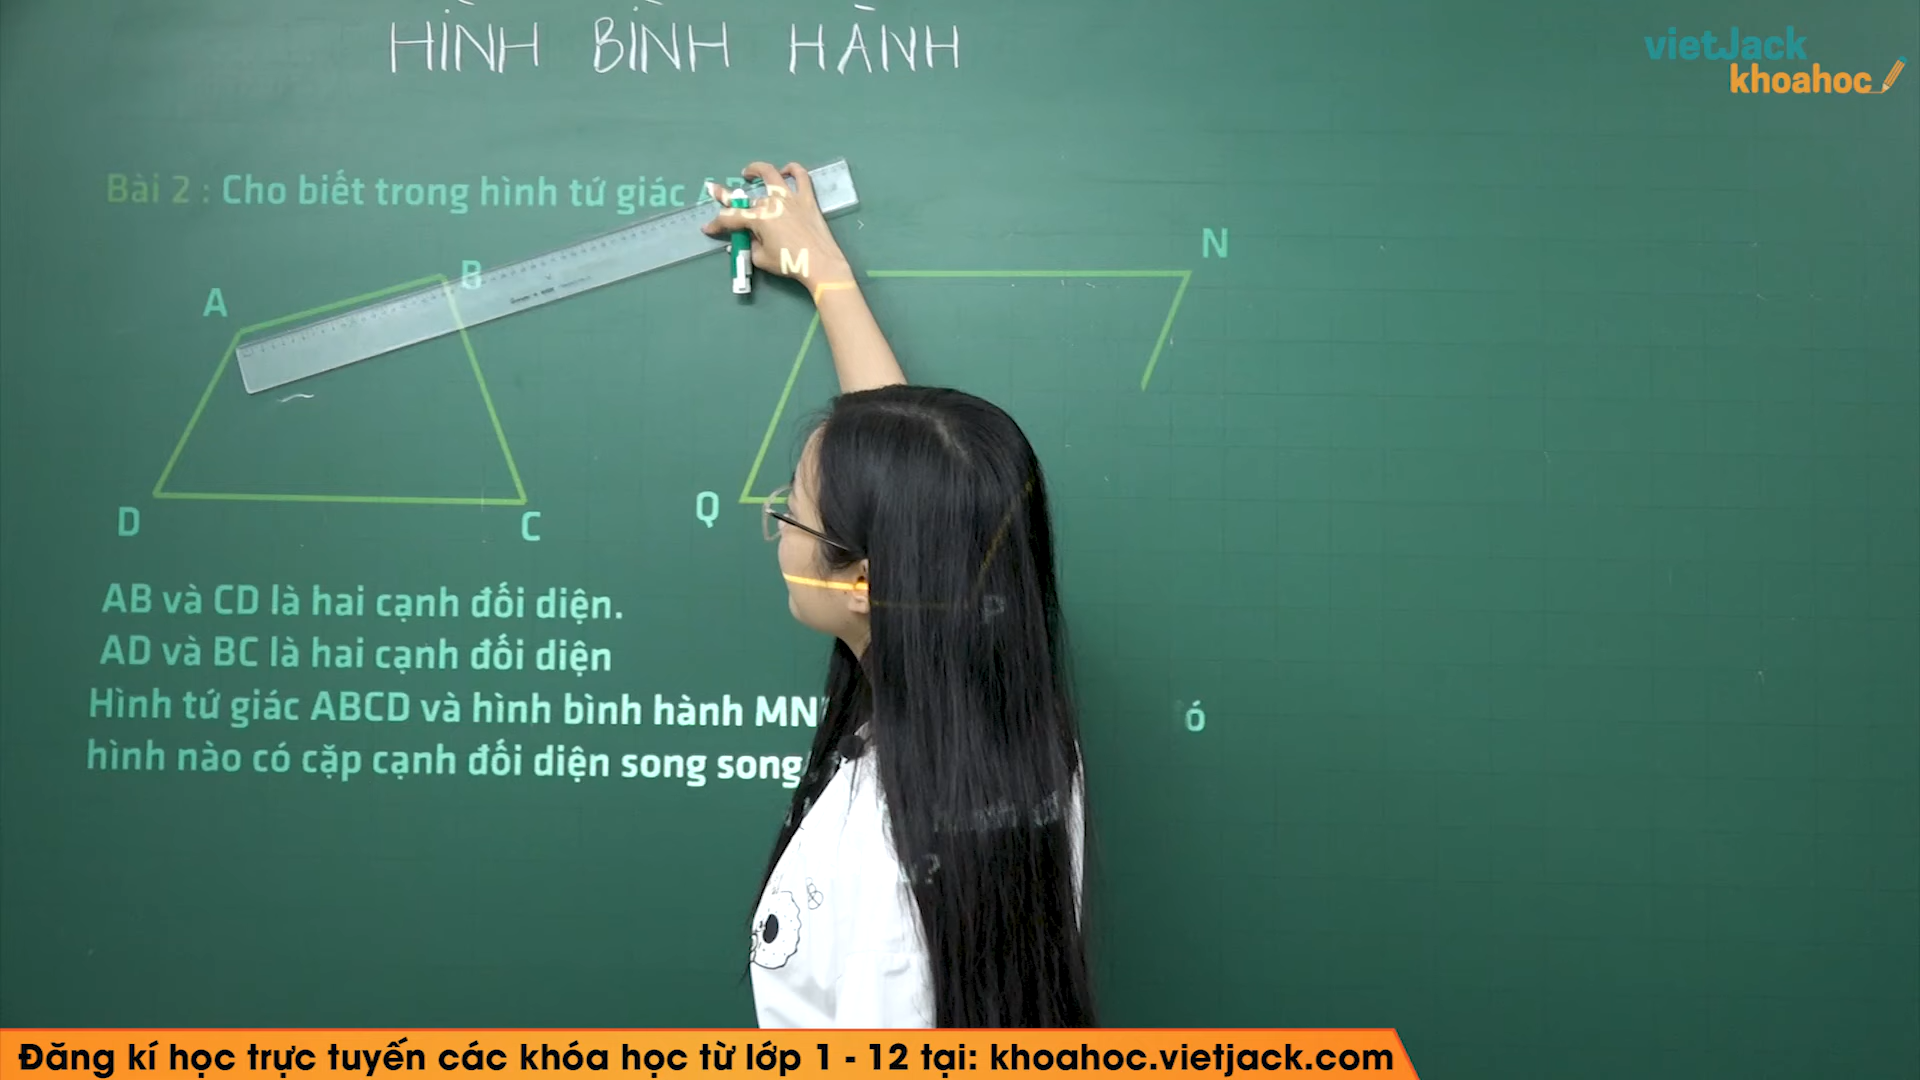 HÌNH BÌNH HÀNH
vietJack
khoahoc
Bài 2 : Cho biết trong hình tứ giác ABCD
A
B
M
N
D
C
Q
P
AB và CD là hai cạnh đối diện.
AD và BC là hai cạnh đối diện
Hình tứ giác ABCD và hình bình hành MN ó
hình nào có cặp cạnh đối diện song song
?
Đăng kí học trực tuyến các khóa học từ lớp 1 - 12 tại: khoahoc.vietjack.com